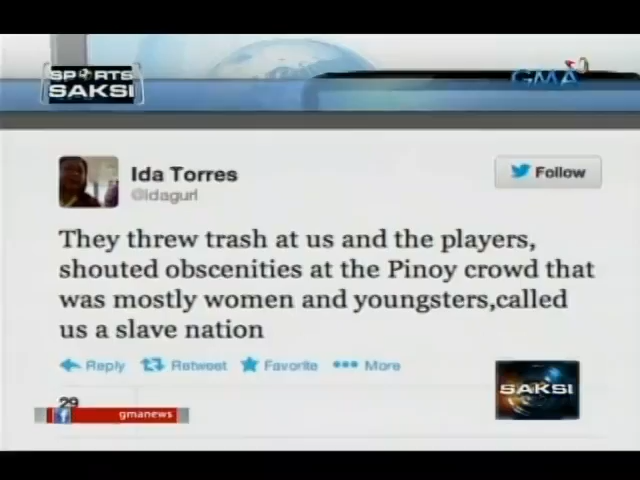 SPORTS
SAKSI
GMA
Ida Torres
@Idagurl
Follow
They threw trash at us and the players,
shouted obscenities at the Pinoy crowd that
was mostly women and youngsters,called
us a slave nation
Reply Retweet Favorite More
29
SAKSI
gmanews